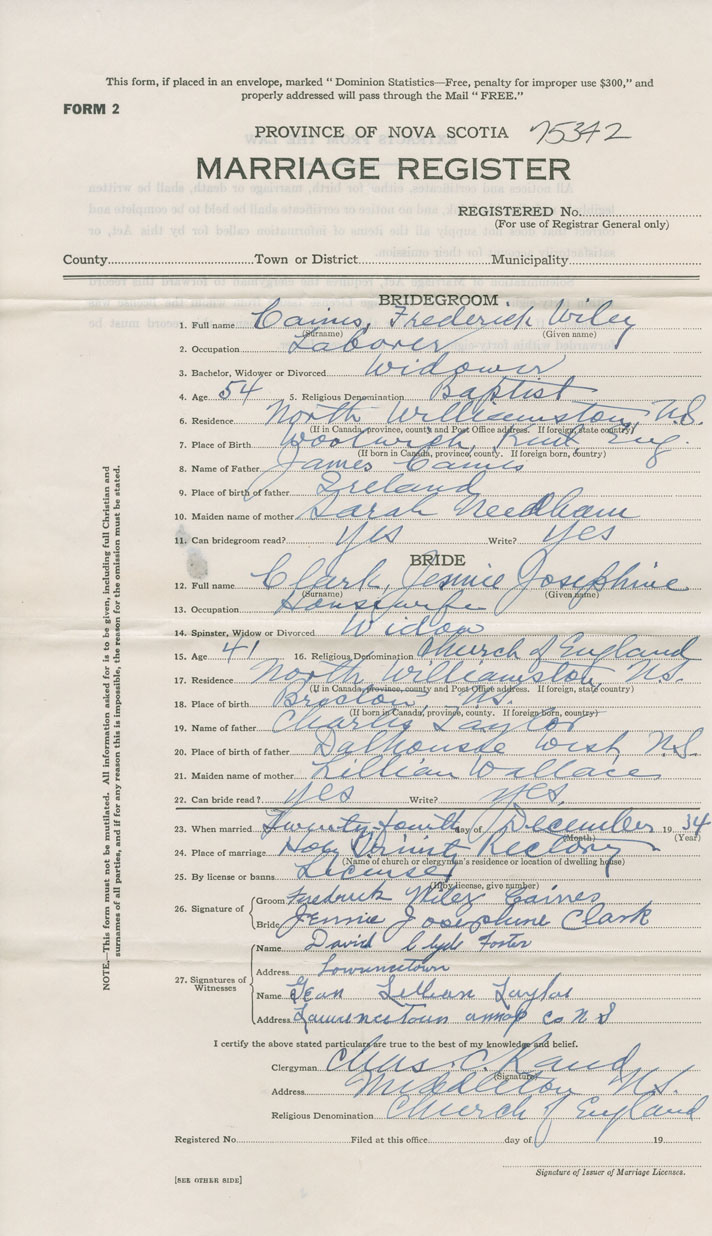 This form, if placed in an envelope, marked " Dominion Statistics—Free, penalty for improper use $300," and
properly addressed will pass through the Mail " FREE."
FORM 2
PROVINCE OF NOVA SCOTIA 75342
MARRIAGE REGISTER
REGISTERED No.
(For use of Registrar General only)
County Town or District Municipality
BRIDEGROOM
1. Full name Cains, Frederick Wiley
(Surname) (Given name)
2. Occupation Laborer
3. Bachelor, Widower or Divorced Widower
4. Age 54 5. Religious Denomination Baptist
6. Residence North Williamston, N.S.
(If in Canada, province, county and Post Office address. If foreign, state country)
7. Place of Birth Woolwich, Kent Eng.
(If born in Canada, province, county. If foreign born, country)
8. Name of Father James Cains
9. Place of birth of father Ireland
10. Maiden name of mother Sarah Needham
11. Can bridegroom read? yes Write? yes
BRIDE
12. Full name Clark, Jennie Josephine
(Surname) (Given name)
13. Occupation Housewife
14. Spinster, Widow or Divorced Widow
15. Age 41 16. Religious Denomination Church of England
17. Residence North Williamston, N.S.
(If in Canada, province, county and Post Office address. If foreign, state country)
18. Place of Birth N.S.
(If born in Canada, province, county. If foreign born, country)
19. Name of father Charles Taylor
20. Place of birth of father Dalhousie West N.S.
21. Maiden name of mother Lillian Wallace
22. Can bride read? yes Write? yes.
23. When married Twenty fourth day of December 1934
(Month) (Year)
24. Place of marriage Holy Trinity Rectory
(Name of church or clergyman's residence or location of dwelling house)
25. By license or banns License
(If by license, give number)
26. Signature of
Groom Frederick Wiley Caines
Bride Jennie Josephine Clark
27. Signatures of Witnesses
Name David Clyde Foster
Address Lawrencetown
Name Jean Lillian Taylor
Address Lawrencetown annap co N S
I certify the above stated particulars are true to the best of my knowledge and belief.
Clergyman Chas. C. Rand
(Signature)
Address Middleton N.S.
Religious Denomination Church of England
Registered No. Filed at this office day of 19
Signature of Issuer of Marriage Licenses.
[SEE OTHER SIDE]
NOTE.—This form must not be mutilated. All information asked for is to be given, including full Christian and
surnames of all parties, and if for any reason this is impossible, the reason for the omission must be stated.